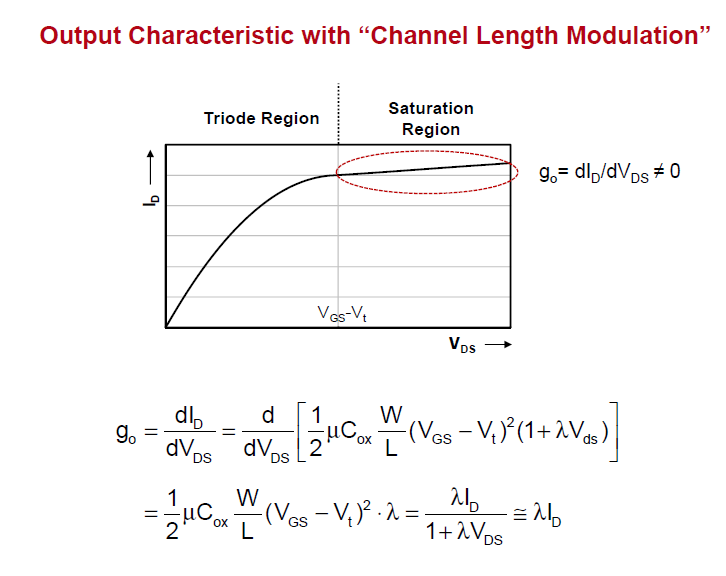 Output Characteristic with “Channel Length Modulation”
Triode Region
Saturation
Region
g₀= dI_D/dV_DS ≠ 0
I_D
V_GS-V_t
V_DS
g₀ = dI_D/dV_DS = d/dV_DS [1/2 μC_ox W/L (V_GS − V_t)²(1+ λV_ds)]
= 1/2 μC_ox W/L (V_GS − V_t)² · λ = λI_D/(1+ λV_DS) ≅ λI_D